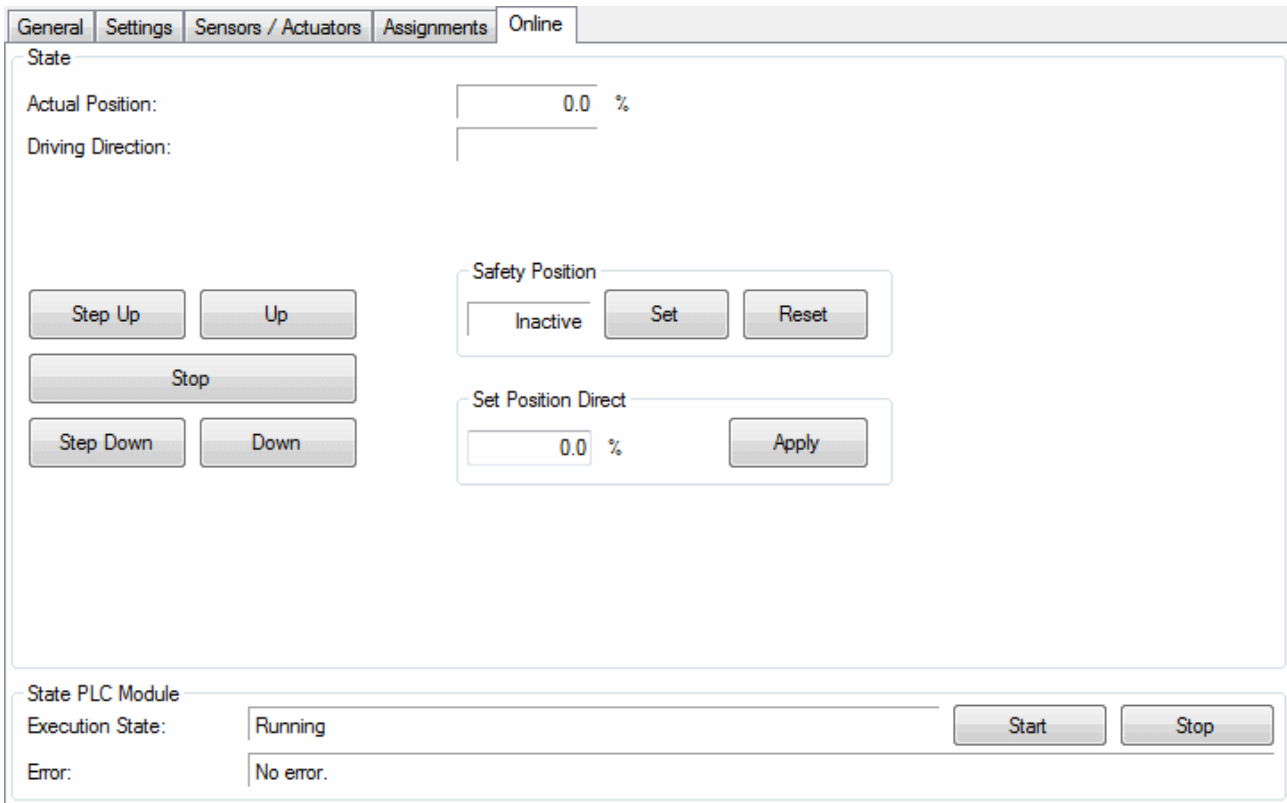 General Settings Sensors / Actuators Assignments Online
State
Actual Position: 0.0 %
Driving Direction:
Safety Position
Step Up Up Inactive Set Reset
Stop
Set Position Direct
Step Down Down 0.0 % Apply
State PLC Module
Execution State: Running Start Stop
Error: No error.